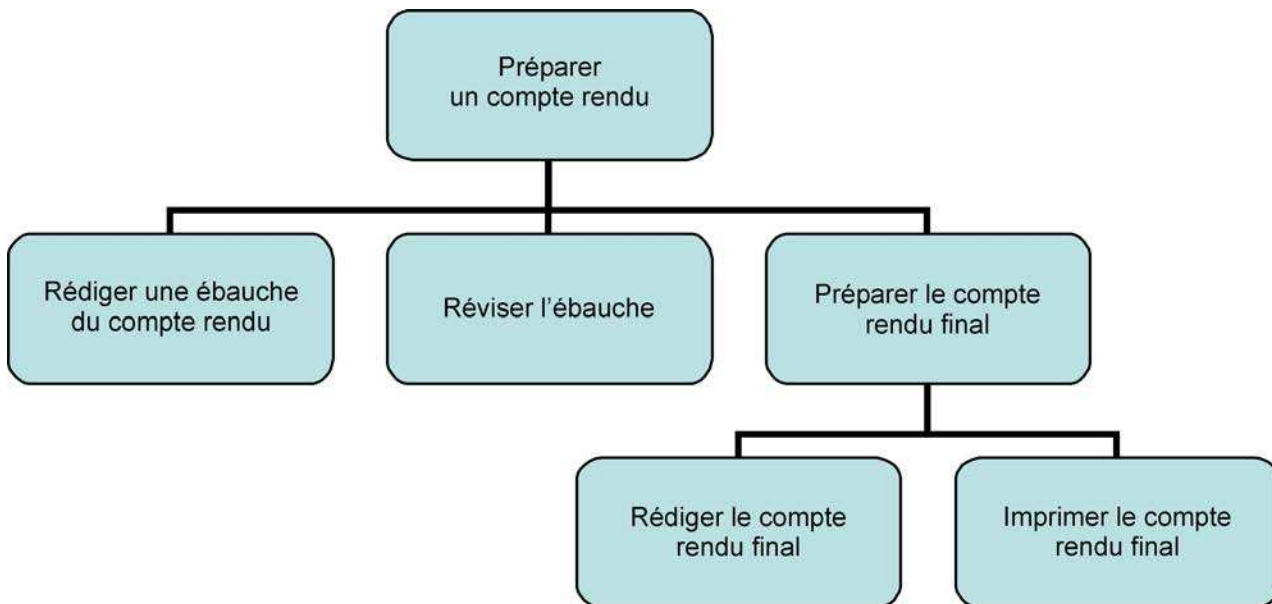 Préparer
un compte rendu
Rédiger une ébauche
du compte rendu
Réviser l’ébauche
Préparer le compte
rendu final
Rédiger le compte
rendu final
Imprimer le compte
rendu final